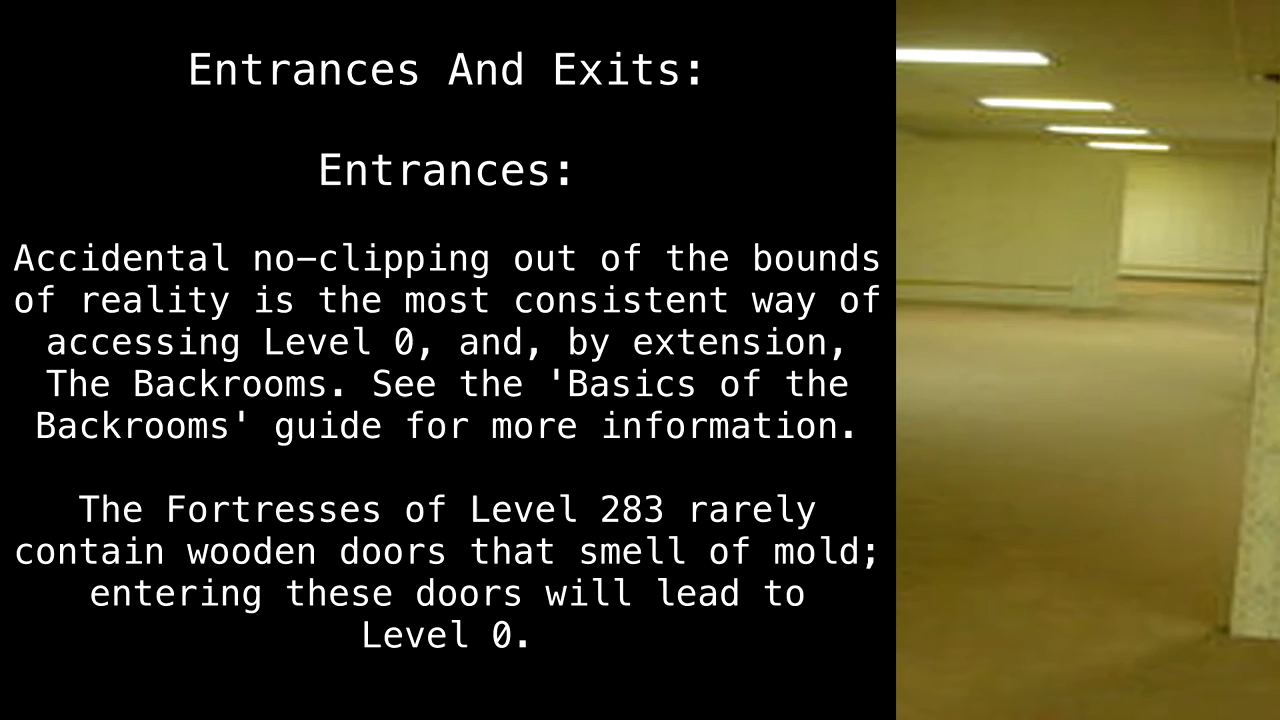 Entrances And Exits:
Entrances:
Accidental no-clipping out of the bounds
of reality is the most consistent way of
accessing Level 0, and, by extension,
The Backrooms. See the 'Basics of the
Backrooms' guide for more information.
The Fortresses of Level 283 rarely
contain wooden doors that smell of mold;
entering these doors will lead to
Level 0.